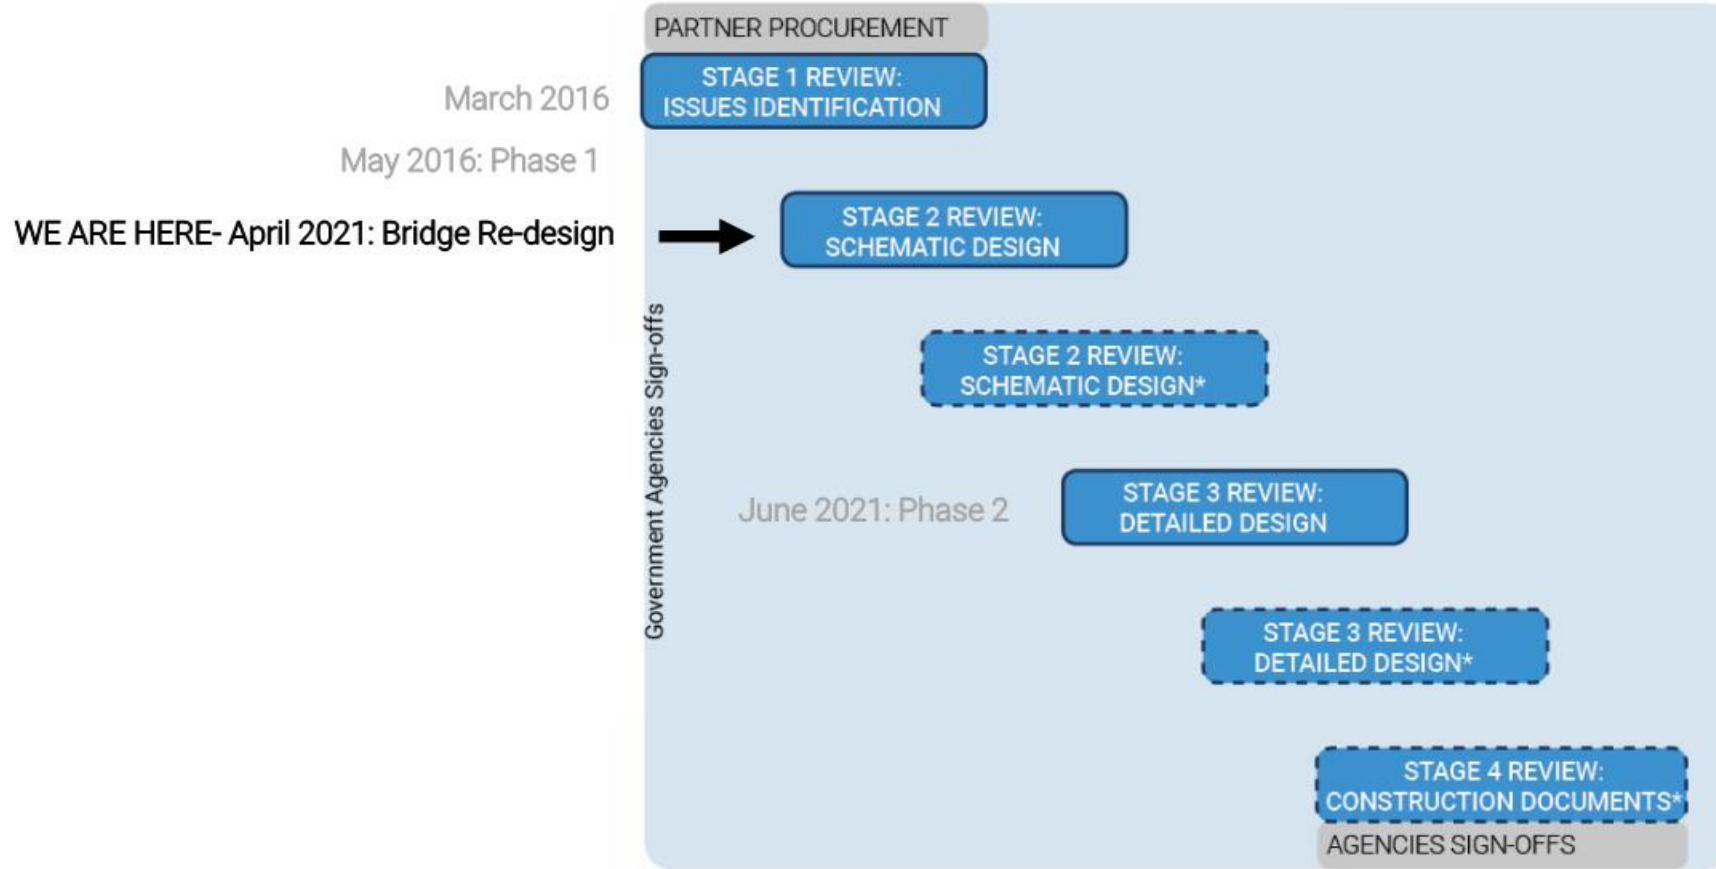 PARTNER PROCUREMENT
March 2016
STAGE 1 REVIEW:
ISSUES IDENTIFICATION
May 2016: Phase 1
WE ARE HERE- April 2021: Bridge Re-design
STAGE 2 REVIEW:
SCHEMATIC DESIGN
Government Agencies Sign-offs
STAGE 2 REVIEW:
SCHEMATIC DESIGN*
June 2021: Phase 2
STAGE 3 REVIEW:
DETAILED DESIGN
STAGE 3 REVIEW:
DETAILED DESIGN*
STAGE 4 REVIEW:
CONSTRUCTION DOCUMENTS*
AGENCIES SIGN-OFFS